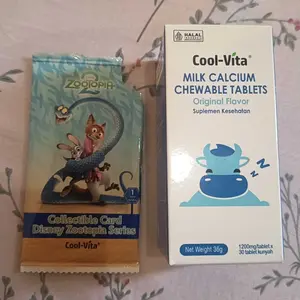 ZOOTOPIA
2
Collectible Card
Disney Zootopia Series
Cool-Vita®
HALAL
INDONESIA
Cool-Vita®
MILK CALCIUM
CHEWABLE TABLETS
Original Flavor
Suplemen Kesehatan
Z
Z
Z
Net Weight 36g
1200mg/tablet x
30 tablet kunyah